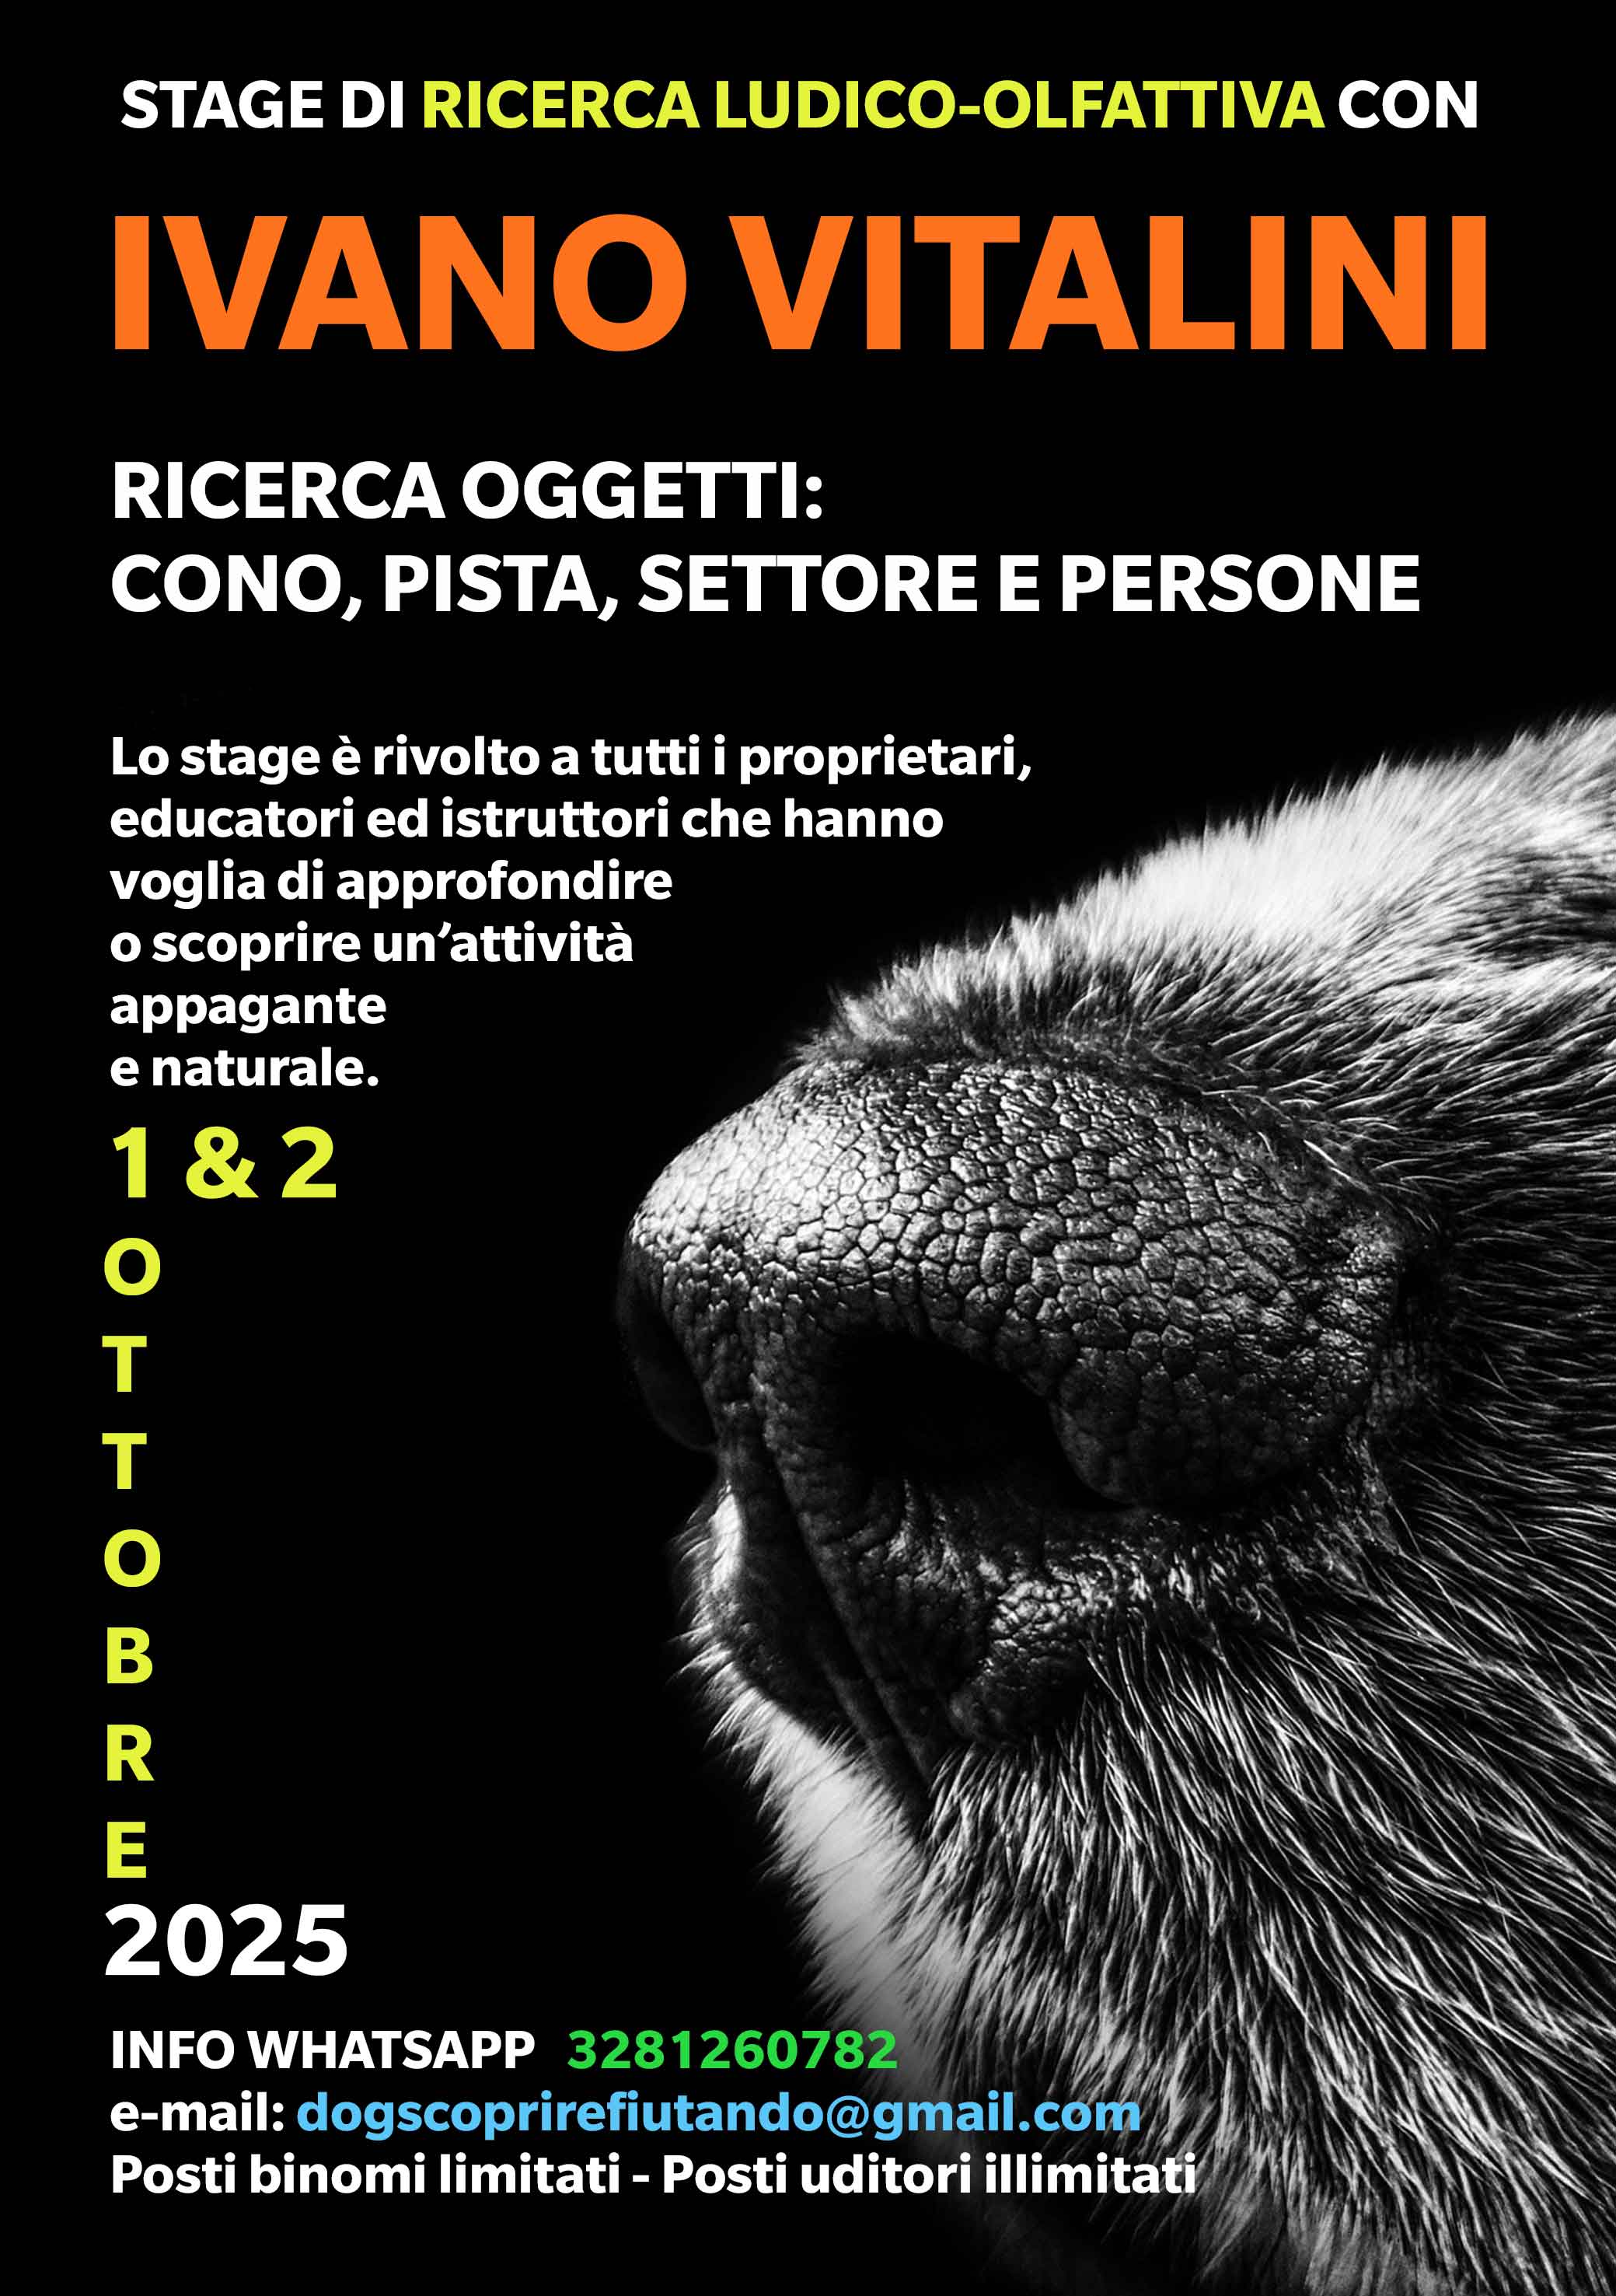 STAGE DI RICERCA LUDICO-OLFATTIVA CON
IVANO VITALINI
RICERCA OGGETTI:
CONO, PISTA, SETTORE E PERSONE
Lo stage è rivolto a tutti i proprietari,
educatori ed istruttori che hanno
voglia di approfondire
o scoprire un’attività
appagante
e naturale.
1 & 2
O
T
T
O
B
R
E
2025
INFO WHATSAPP 3281260782
e-mail: dogscoprirefiutando@gmail.com
Posti binomi limitati - Posti uditori illimitati